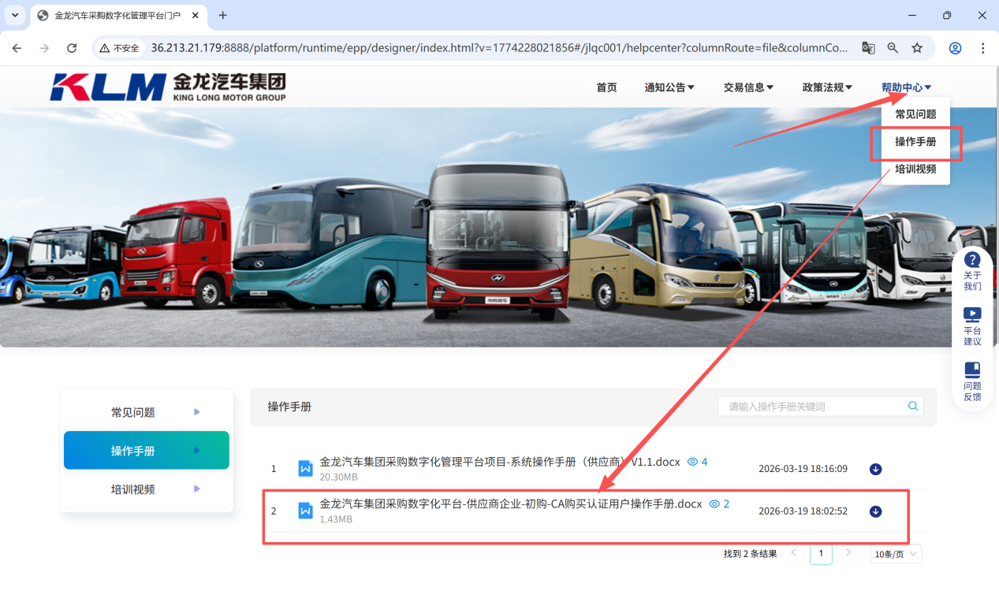 金龙汽车采购数字化管理平台门户
不安全
36.213.21.179:8888/platform/runtime/epp/designer/index.html?v=1774228021856#/jlqc001/helpcenter?columnRoute=file&columnCo...
KLM 金龙汽车集团
KING LONG MOTOR GROUP
首页 通知公告 交易信息 政策法规 帮助中心
常见问题
操作手册
培训视频
关于
我们
平台
建议
问题
反馈
常见问题
操作手册
培训视频
操作手册
请输入操作手册关键词
1 金龙汽车集团采购数字化管理平台项目-系统操作手册（供应商）V1.1.docx 4 2026-03-19 18:16:09
20.30MB
2 金龙汽车集团采购数字化平台-供应商企业-初购-CA购买认证用户操作手册.docx 2 2026-03-19 18:02:52
1.43MB
找到 2 条结果 1 10条/页